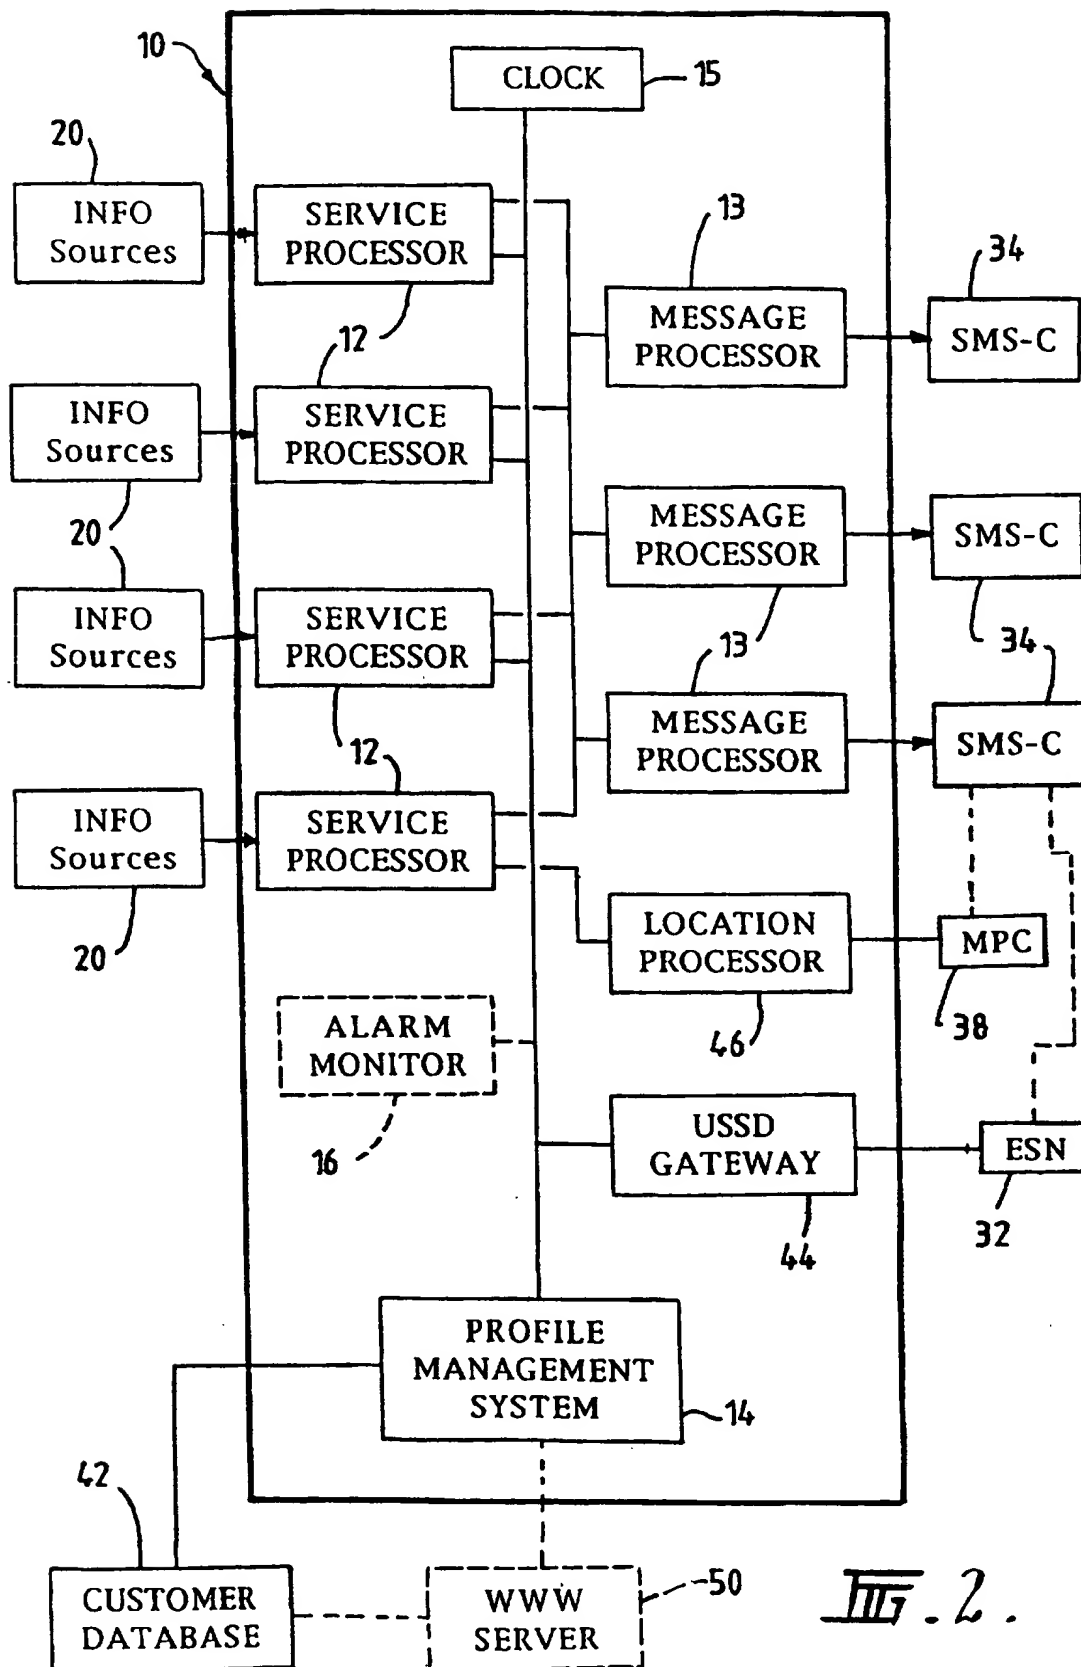 10
CLOCK
15
20
INFO
Sources
SERVICE
PROCESSOR
13
34
MESSAGE
PROCESSOR
SMS-C
12
INFO
Sources
SERVICE
PROCESSOR
20
MESSAGE
PROCESSOR
SMS-C
INFO
Sources
SERVICE
PROCESSOR
13
34
12
MESSAGE
PROCESSOR
SMS-C
INFO
Sources
SERVICE
PROCESSOR
20
LOCATION
PROCESSOR
MPC
46
38
ALARM
MONITOR
16
USSD
GATEWAY
ESN
44
32
PROFILE
MANAGEMENT
SYSTEM
14
42
CUSTOMER
DATABASE
WWW
SERVER
50
FIG. 2.